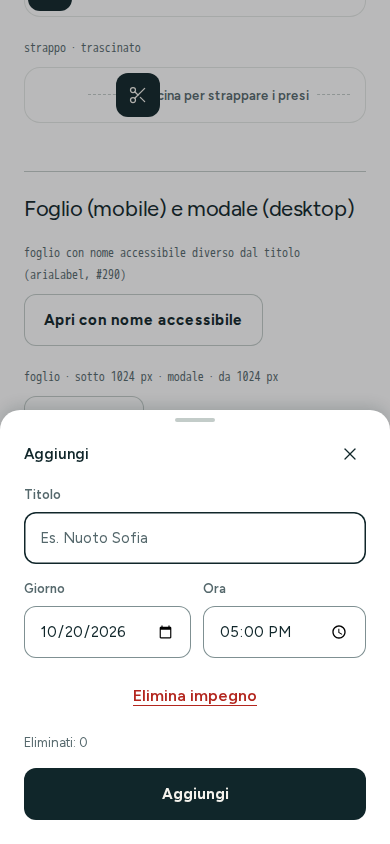 strappo · trascinato
cina per strappare i presi
Foglio (mobile) e modale (desktop)
foglio con nome accessibile diverso dal titolo
(ariaLabel, #290)
Apri con nome accessibile
foglio · sotto 1024 px · modale · da 1024 px
Aggiungi
Titolo
Es. Nuoto Sofia
Giorno
Ora
10/20/2026
05:00 PM
Elimina impegno
Eliminati: 0
Aggiungi